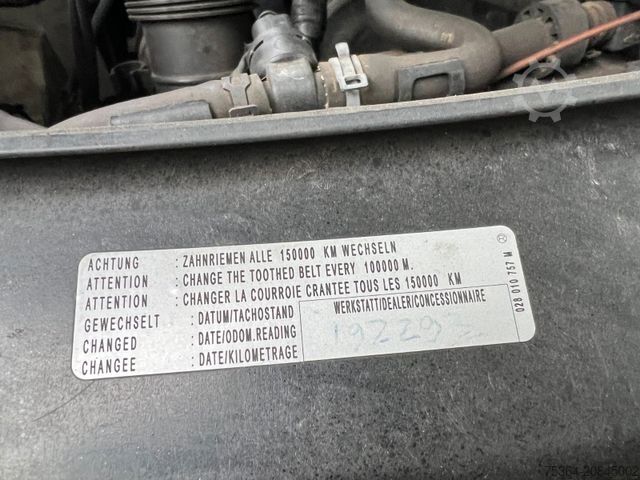 ACHTUNG : ZAHNRIEMEN ALLE 150000 KM WECHSELN
ATTENTION : CHANGE THE TOOTHED BELT EVERY 100000 M.
ATTENTION : CHANGER LA COURROIE CRANTEE TOUS LES 150000 KM
GEWECHSELT : DATUM/TACHOSTAND
CHANGED : DATE/ODOM.READING
CHANGEE : DATE/KILOMETRAGE
WERKSTATT/DEALER/CONCESSIONNAIRE
028 010 757 M
75364-20845002